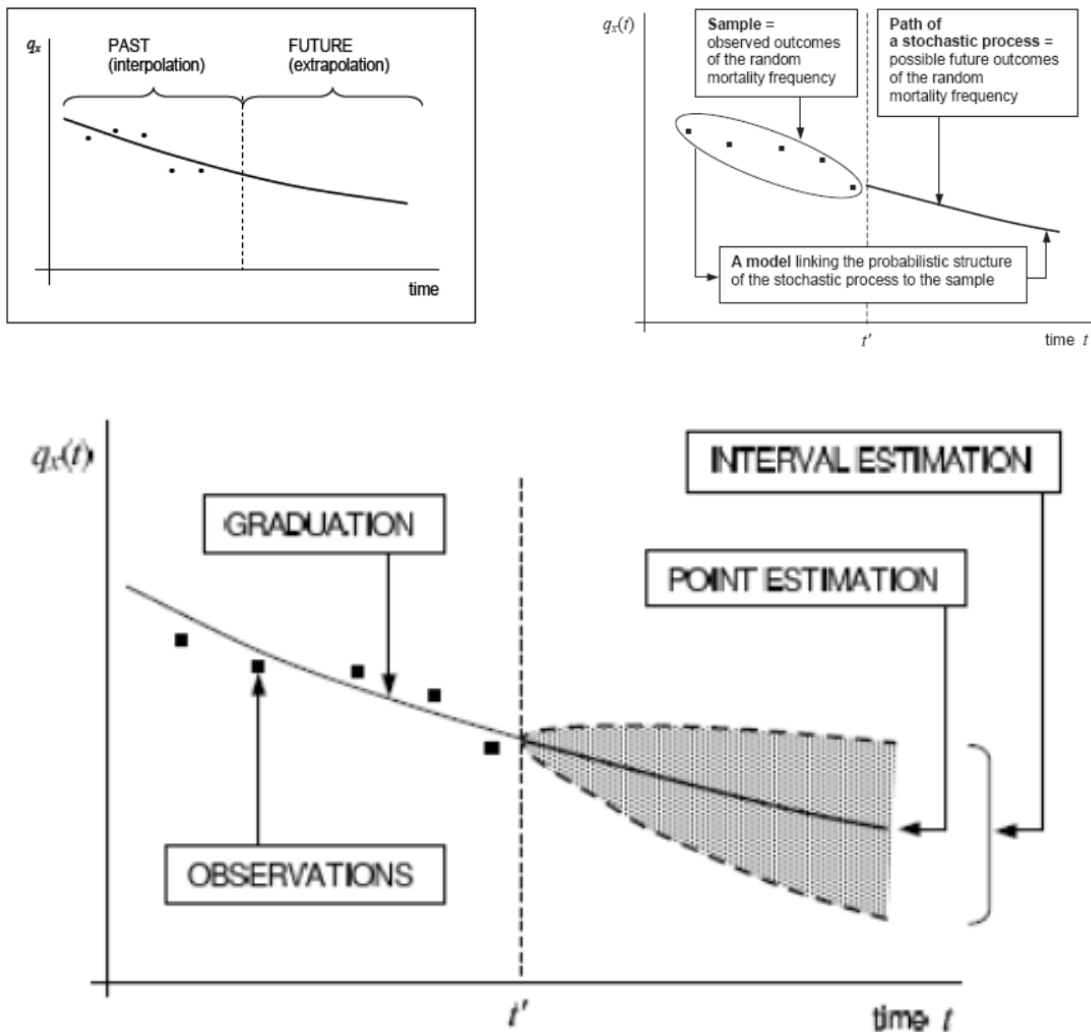 q_x
PAST
(interpolation)
FUTURE
(extrapolation)
time
q_x(t)
Sample =
observed outcomes
of the random
mortality frequency
Path of
a stochastic process =
possible future outcomes
of the random
mortality frequency
A model linking the probabilistic structure
of the stochastic process to the sample
t'
time t
q_x(t)
INTERVAL ESTIMATION
GRADUATION
POINT ESTIMATION
OBSERVATIONS
t'
time t